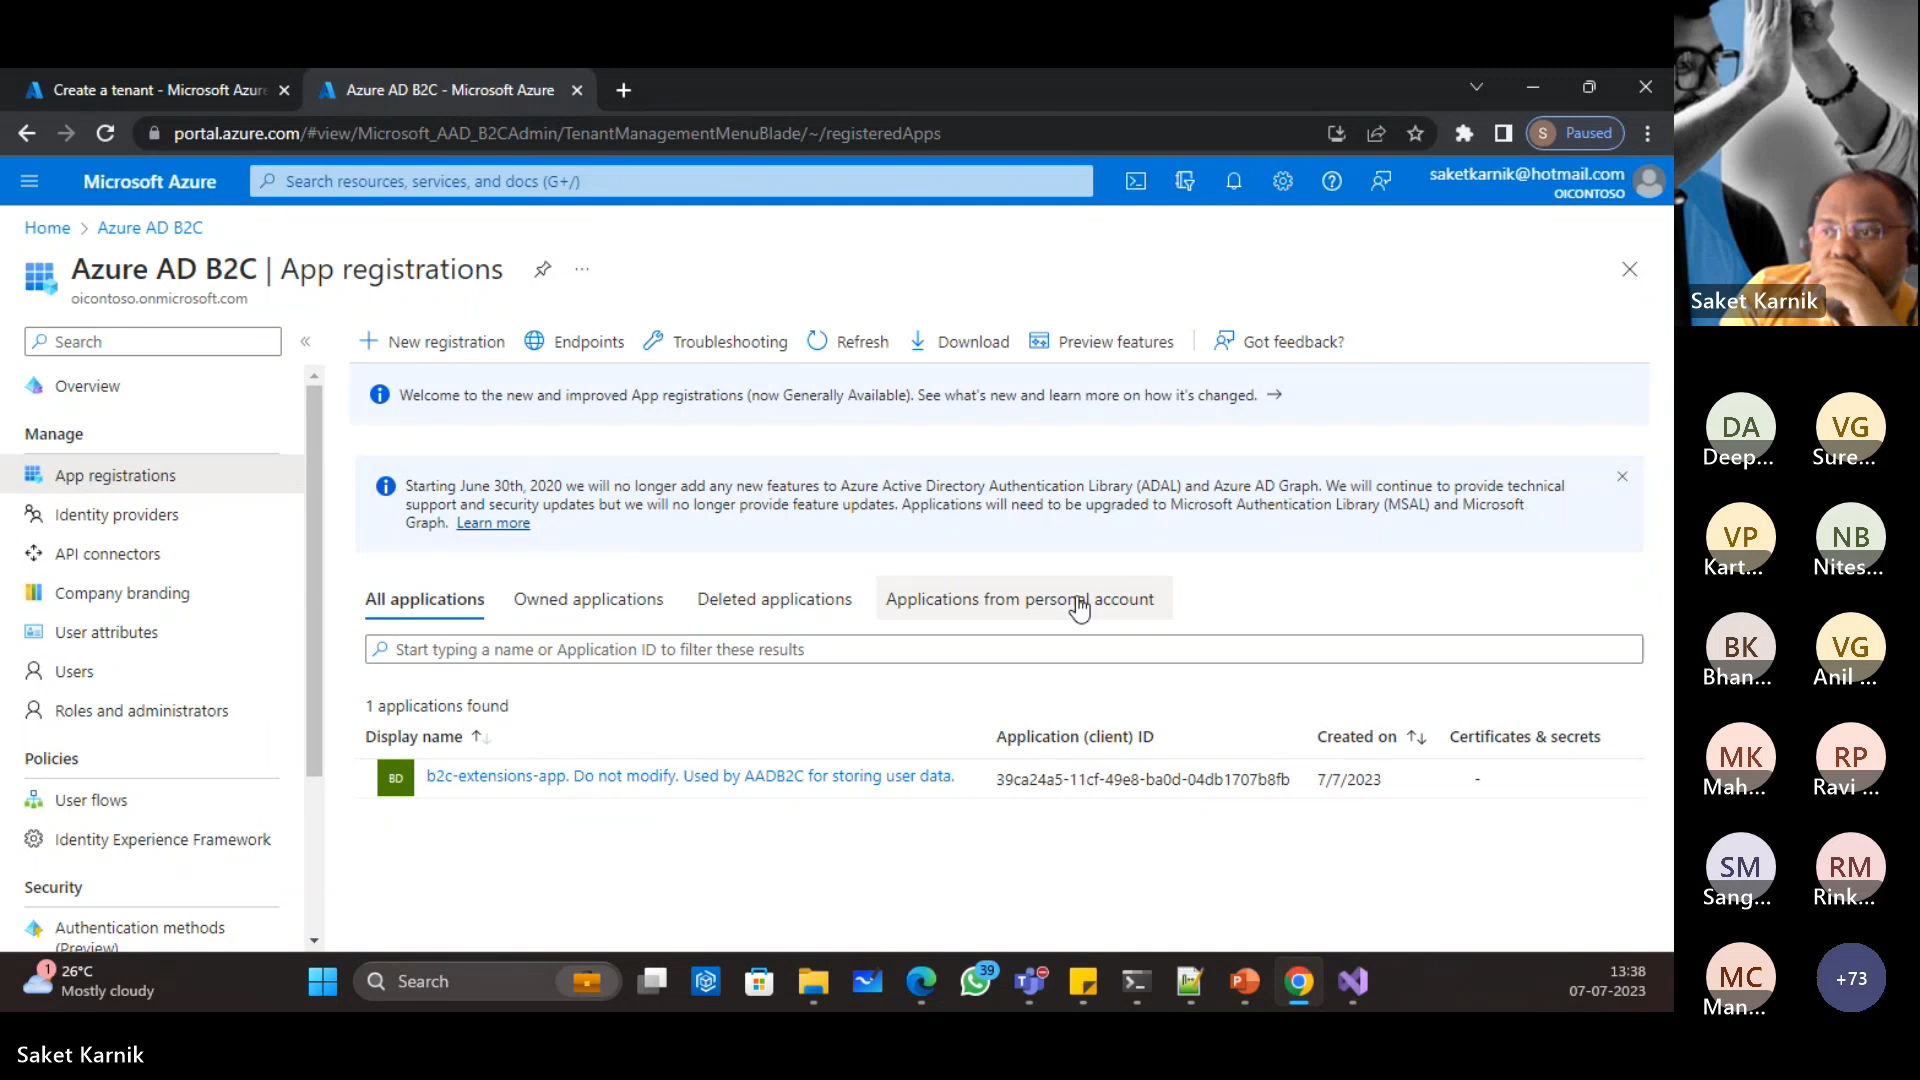 Create a tenant - Microsoft Azure
Azure AD B2C - Microsoft Azure
portal.azure.com/#view/Microsoft_AAD_B2CAdmin/TenantManagementMenuBlade/~/registeredApps
S Paused
Microsoft Azure
Search resources, services, and docs (G+/)
saketkarnik@hotmail.com
OICONTOSO
Home > Azure AD B2C
Azure AD B2C | App registrations
oicontoso.onmicrosoft.com
Search
«
New registration
Endpoints
Troubleshooting
Refresh
Download
Preview features
Got feedback?
Overview
Manage
App registrations
Identity providers
API connectors
Company branding
User attributes
Users
Roles and administrators
Policies
User flows
Identity Experience Framework
Security
Authentication methods
(Preview)
Welcome to the new and improved App registrations (now Generally Available). See what's new and learn more on how it's changed. →
Starting June 30th, 2020 we will no longer add any new features to Azure Active Directory Authentication Library (ADAL) and Azure AD Graph. We will continue to provide technical
support and security updates but we will no longer provide feature updates. Applications will need to be upgraded to Microsoft Authentication Library (MSAL) and Microsoft
Graph. Learn more
All applications
Owned applications
Deleted applications
Applications from personal account
Start typing a name or Application ID to filter these results
1 applications found
Display name ↑↓
Application (client) ID
Created on ↑↓
Certificates & secrets
BD
b2c-extensions-app. Do not modify. Used by AADB2C for storing user data.
39ca24a5-11cf-49e8-ba0d-04db1707b8fb
7/7/2023
-
1
26°C
Mostly cloudy
Search
39
13:38
07-07-2023
Saket Karnik
Saket Karnik
DA
Deep...
VG
Sure...
VP
Kart...
NB
Nites...
BK
Bhan...
VG
Anil ...
MK
Mah...
RP
Ravi ...
SM
Sang...
RM
Rink...
MC
Man...
+73